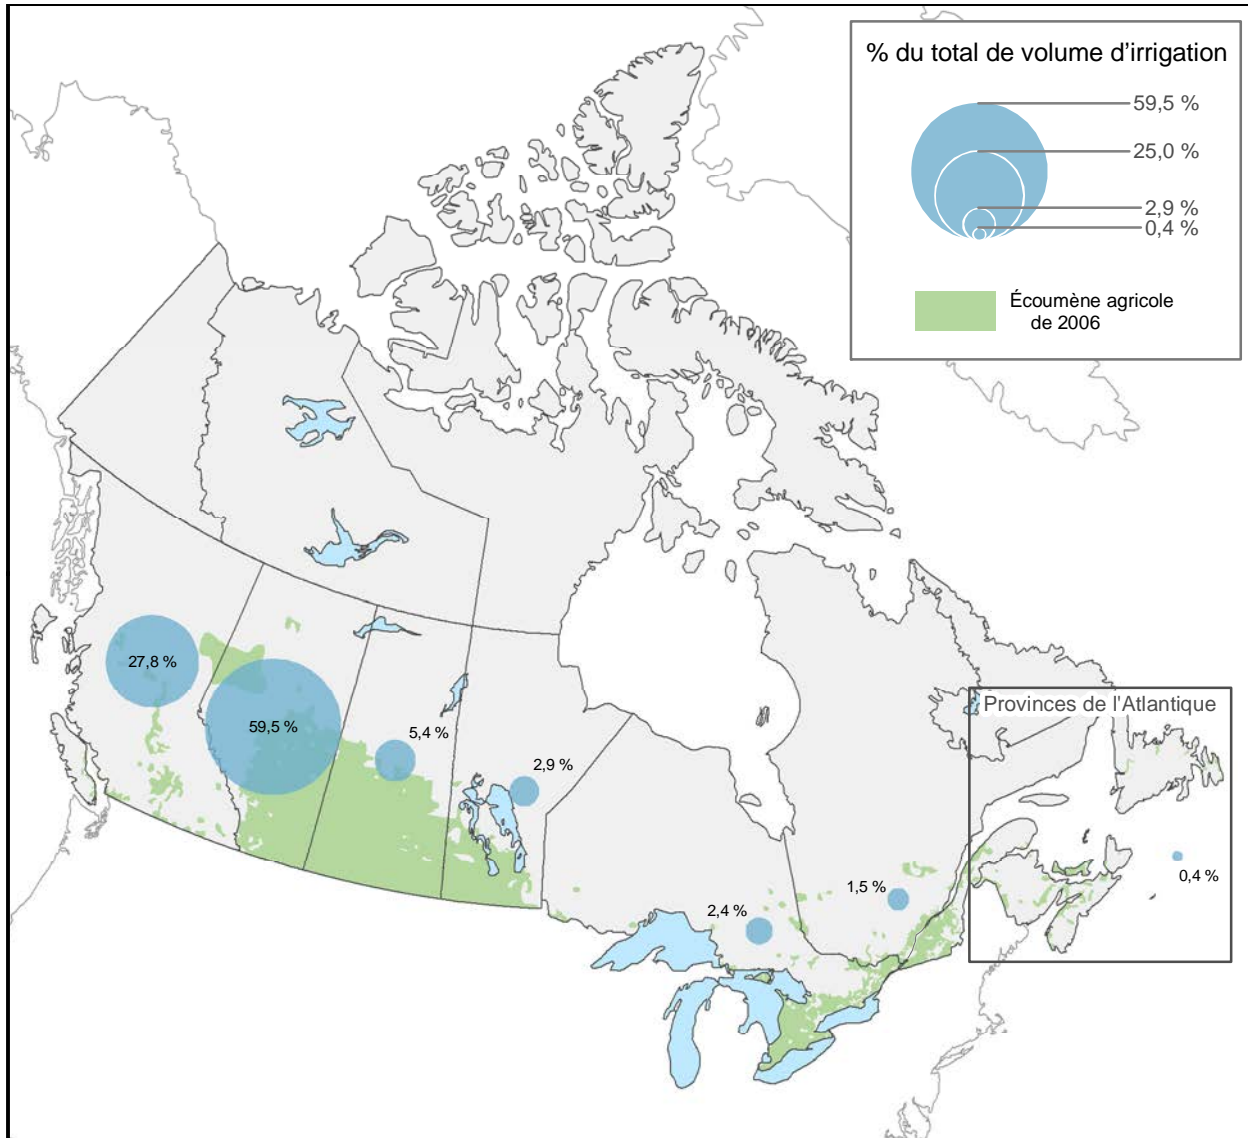 % du total de volume d'irrigation
59,5 %
25,0 %
2,9 %
0,4 %
Écoumène agricole
de 2006
27,8 %
59,5 %
5,4 %
2,9 %
Provinces de l'Atlantique
0,4 %
1,5 %
2,4 %